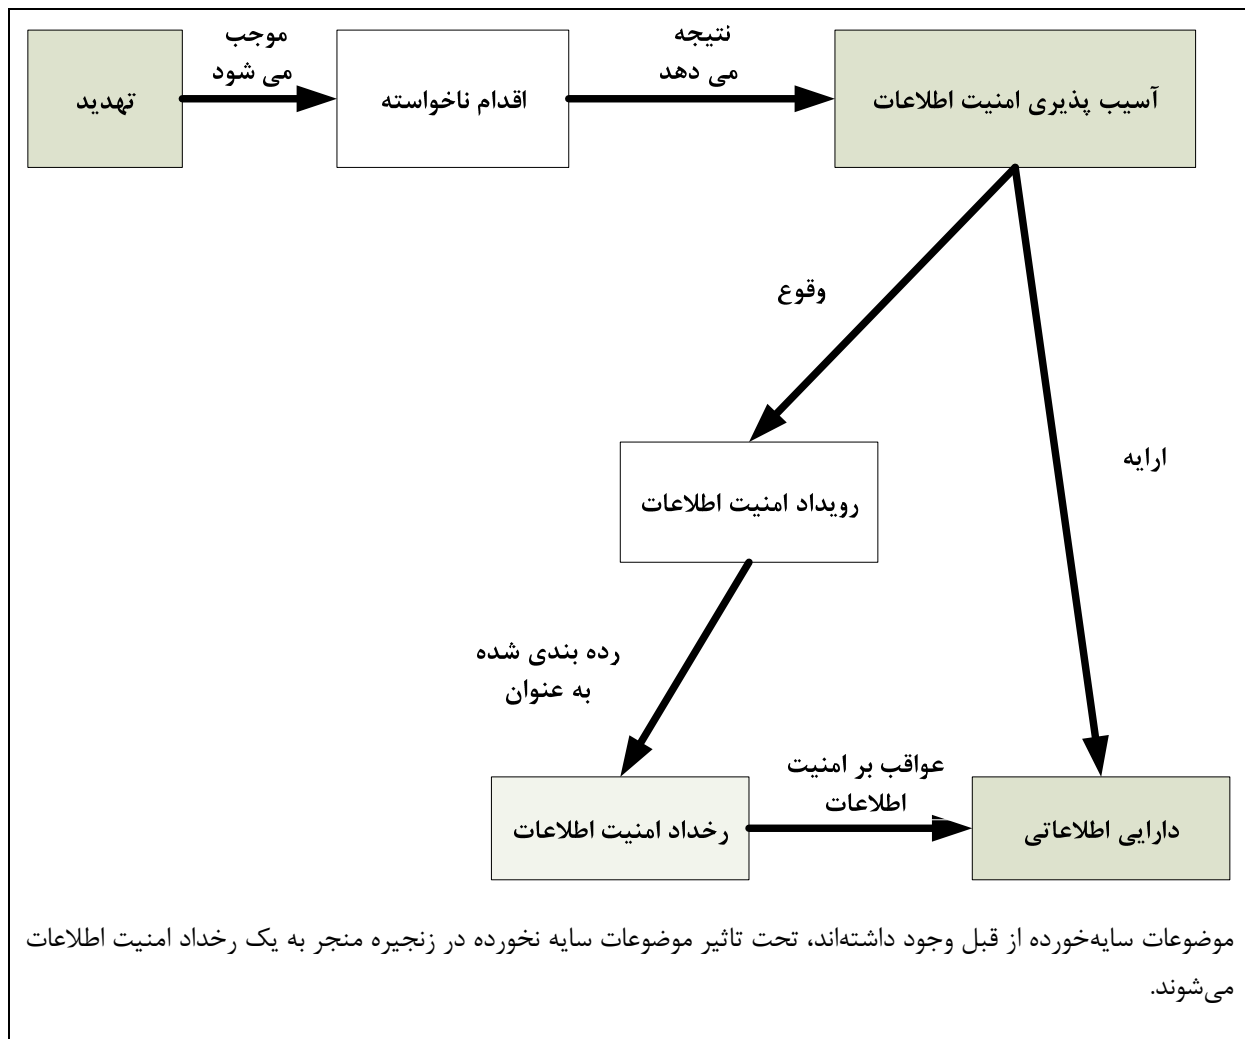 موجب
می شود
نتیجه
می دهد
تهدید
اقدام ناخواسته
آسیب پذیری امنیت اطلاعات
وقوع
ارایه
رویداد امنیت اطلاعات
رده بندی شده
به عنوان
عواقب بر امنیت
اطلاعات
رخداد امنیت اطلاعات
دارایی اطلاعاتی
موضوعات سایه‌خورده از قبل وجود داشته‌اند، تحت تاثیر موضوعات سایه نخورده در زنجیره منجر به یک رخداد امنیت اطلاعات
می‌شوند.